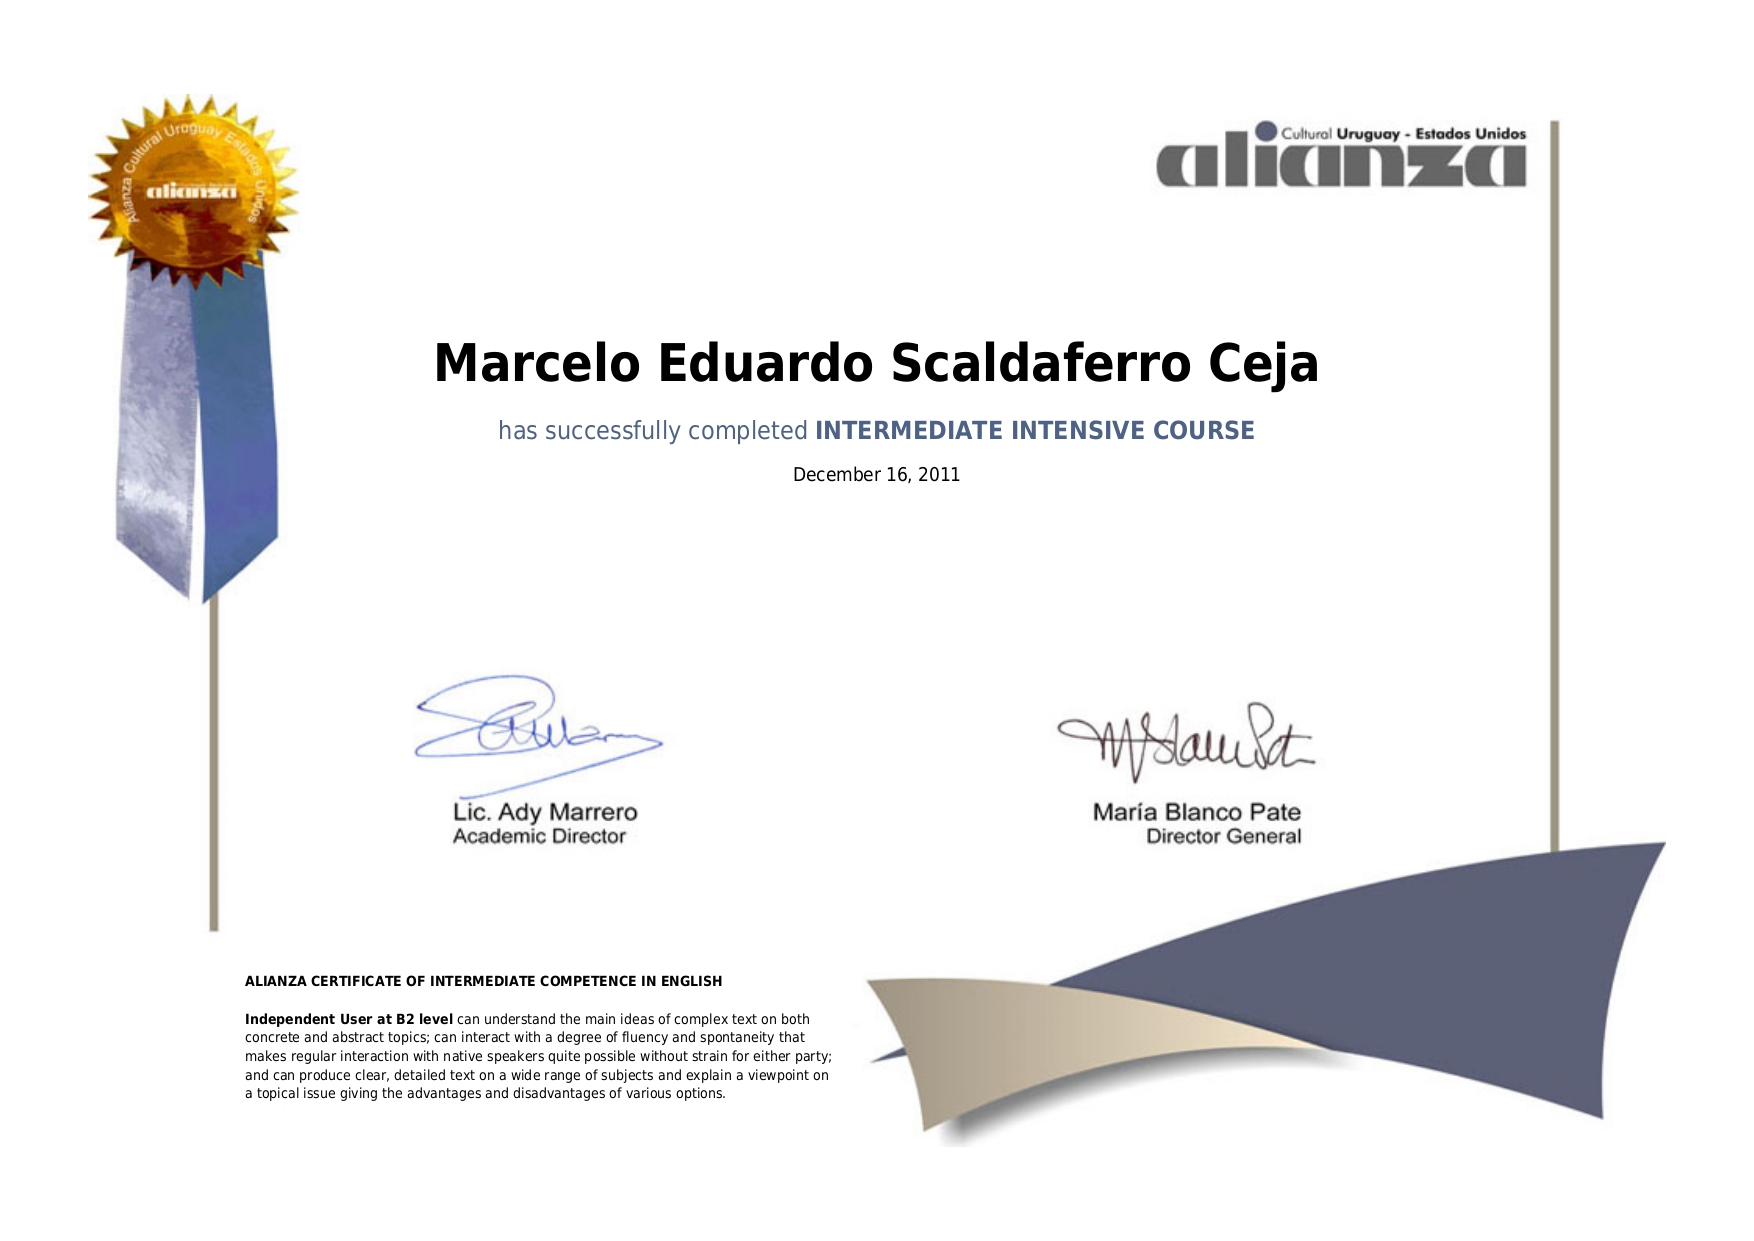 Alianza Cultural Uruguay Estados Unidos
alianza
Cultural Uruguay - Estados Unidos
alianza
Marcelo Eduardo Scaldaferro Ceja
has successfully completed INTERMEDIATE INTENSIVE COURSE
December 16, 2011
Lic. Ady Marrero
Academic Director
María Blanco Pate
Director General
ALIANZA CERTIFICATE OF INTERMEDIATE COMPETENCE IN ENGLISH
Independent User at B2 level can understand the main ideas of complex text on both
concrete and abstract topics; can interact with a degree of fluency and spontaneity that
makes regular interaction with native speakers quite possible without strain for either party;
and can produce clear, detailed text on a wide range of subjects and explain a viewpoint on
a topical issue giving the advantages and disadvantages of various options.